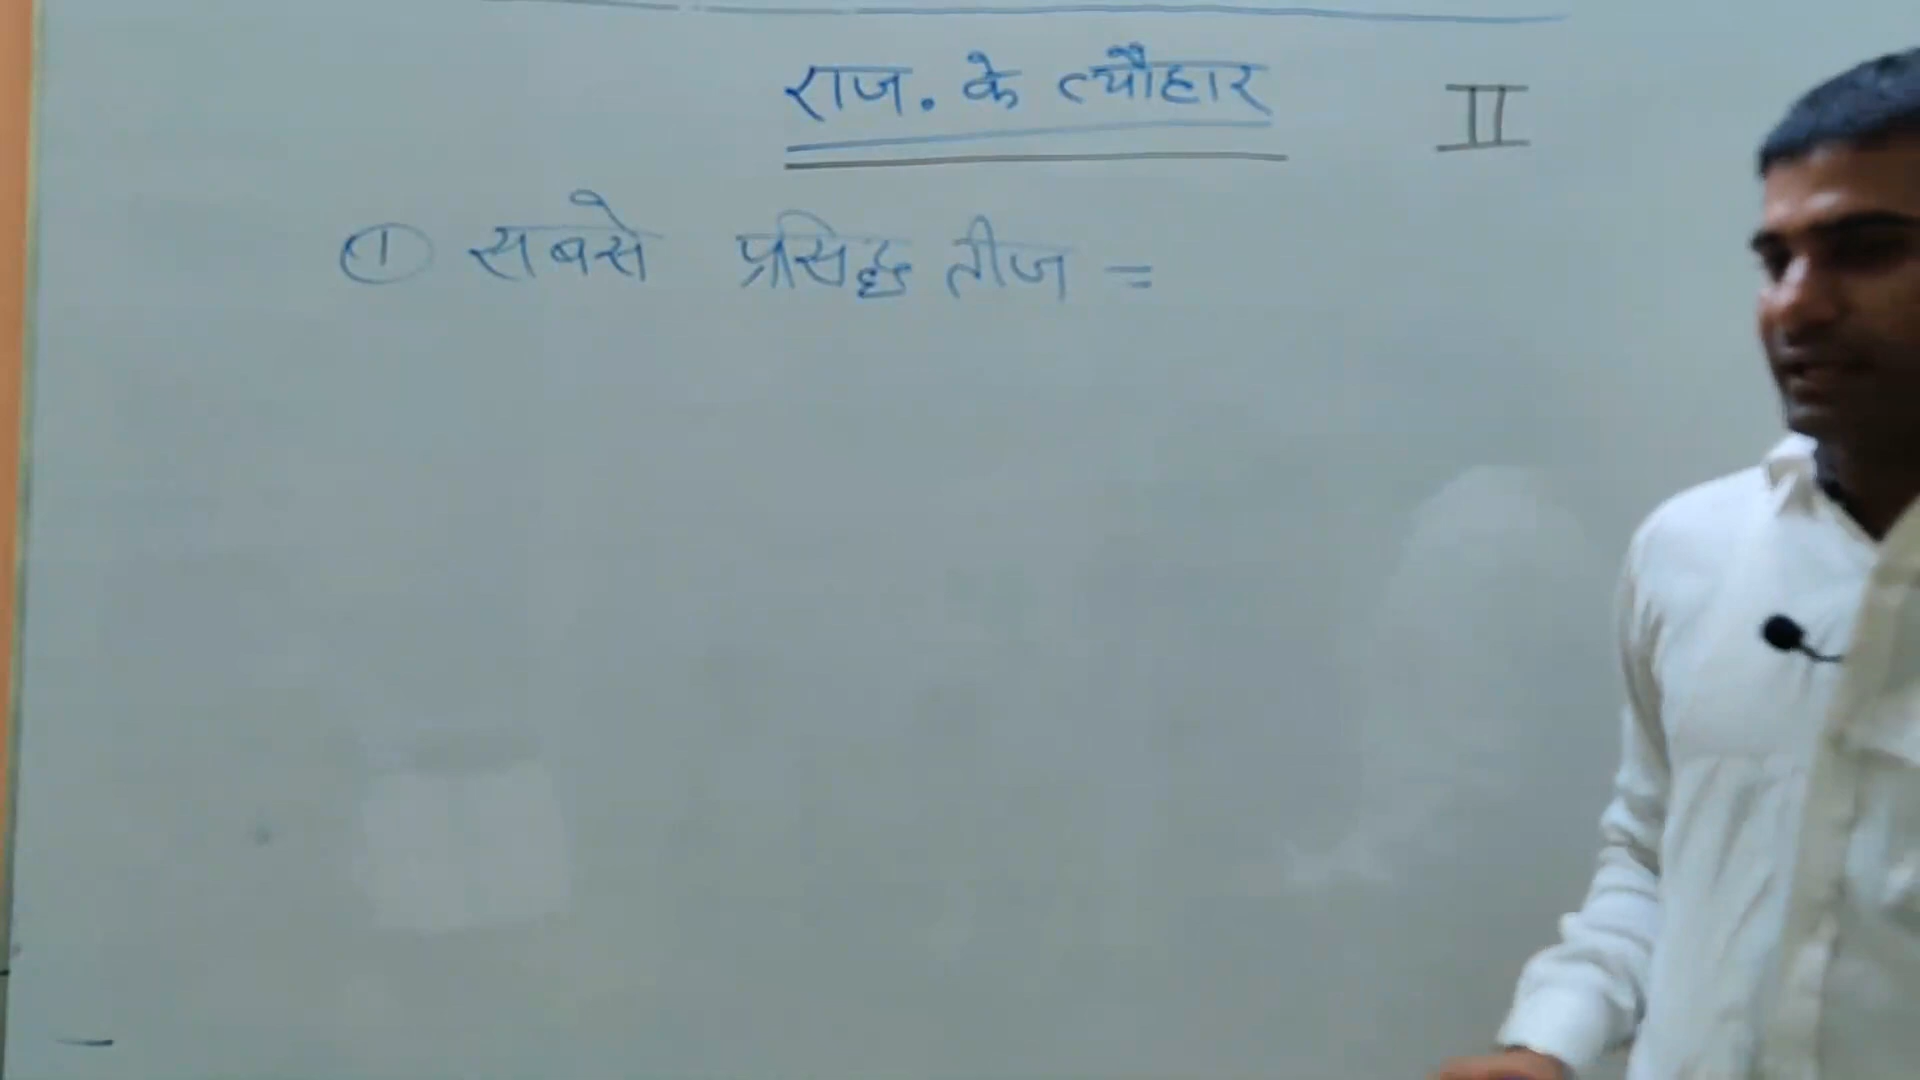 राज. के त्यौहार II
① सबसे प्रसिद्ध तीज =